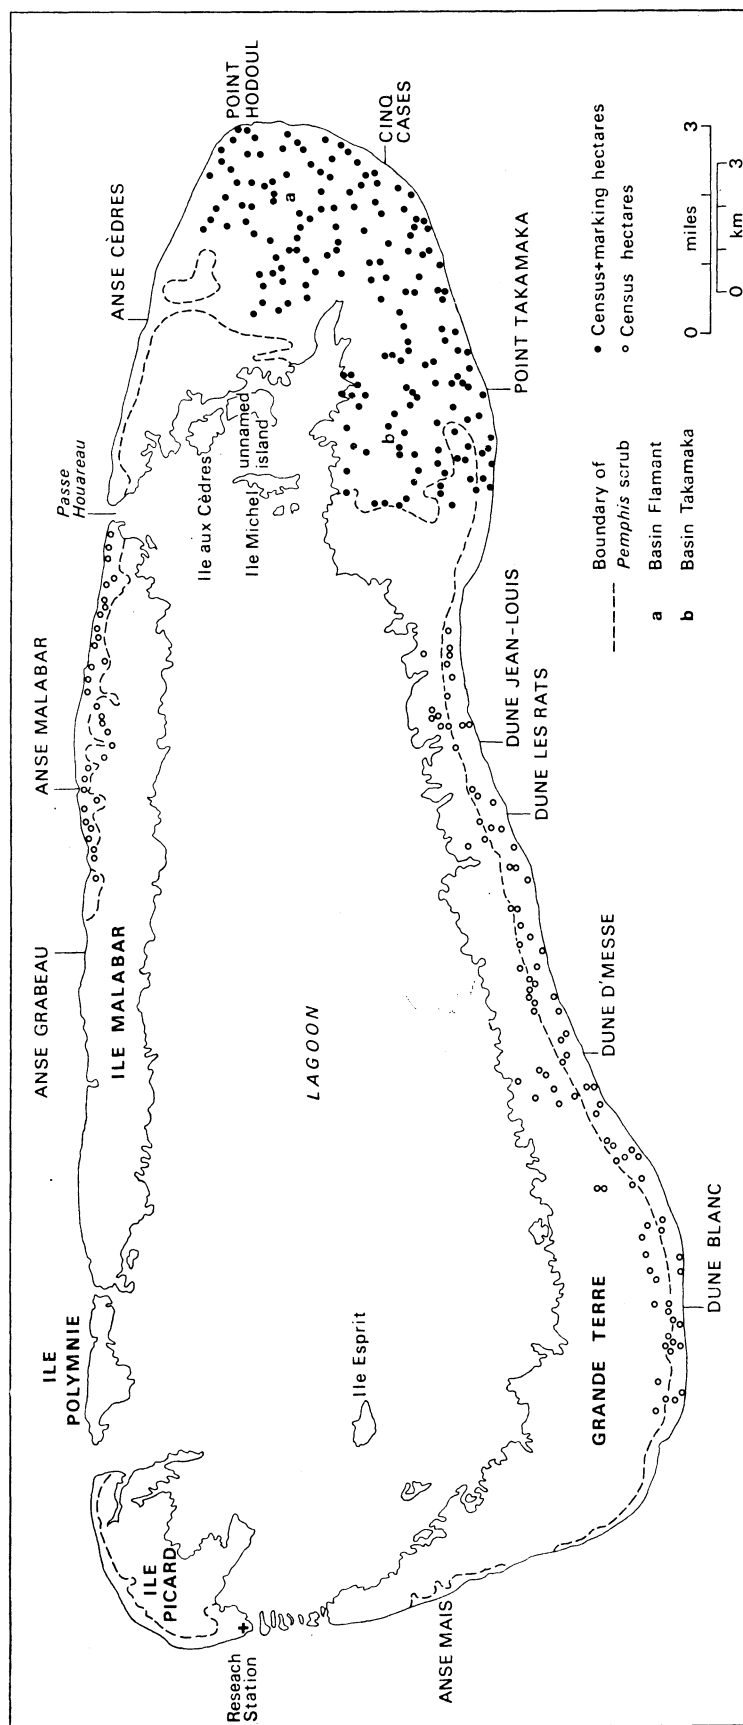 Reseach
Station
ILE
PICARD
ILE
POLYMNIE
ANSE GRABEAU
ILE MALABAR
ANSE MALABAR
Passe
Houareau
ANSE CÈDRES
POINT
HODOUL
CINQ
CASES
Ile aux Cèdres
Ile Michel
unnamed
island
a
b
LAGOON
Ile Esprit
ANSE MAIS
GRANDE TERRE
DUNE BLANC
DUNE D'MESSE
DUNE LES RATS
DUNE JEAN-LOUIS
POINT TAKAMAKA
Boundary of
Pemphis scrub
a Basin Flamant
b Basin Takamaka
Census+marking hectares
Census hectares
0 miles 3
0 km 3